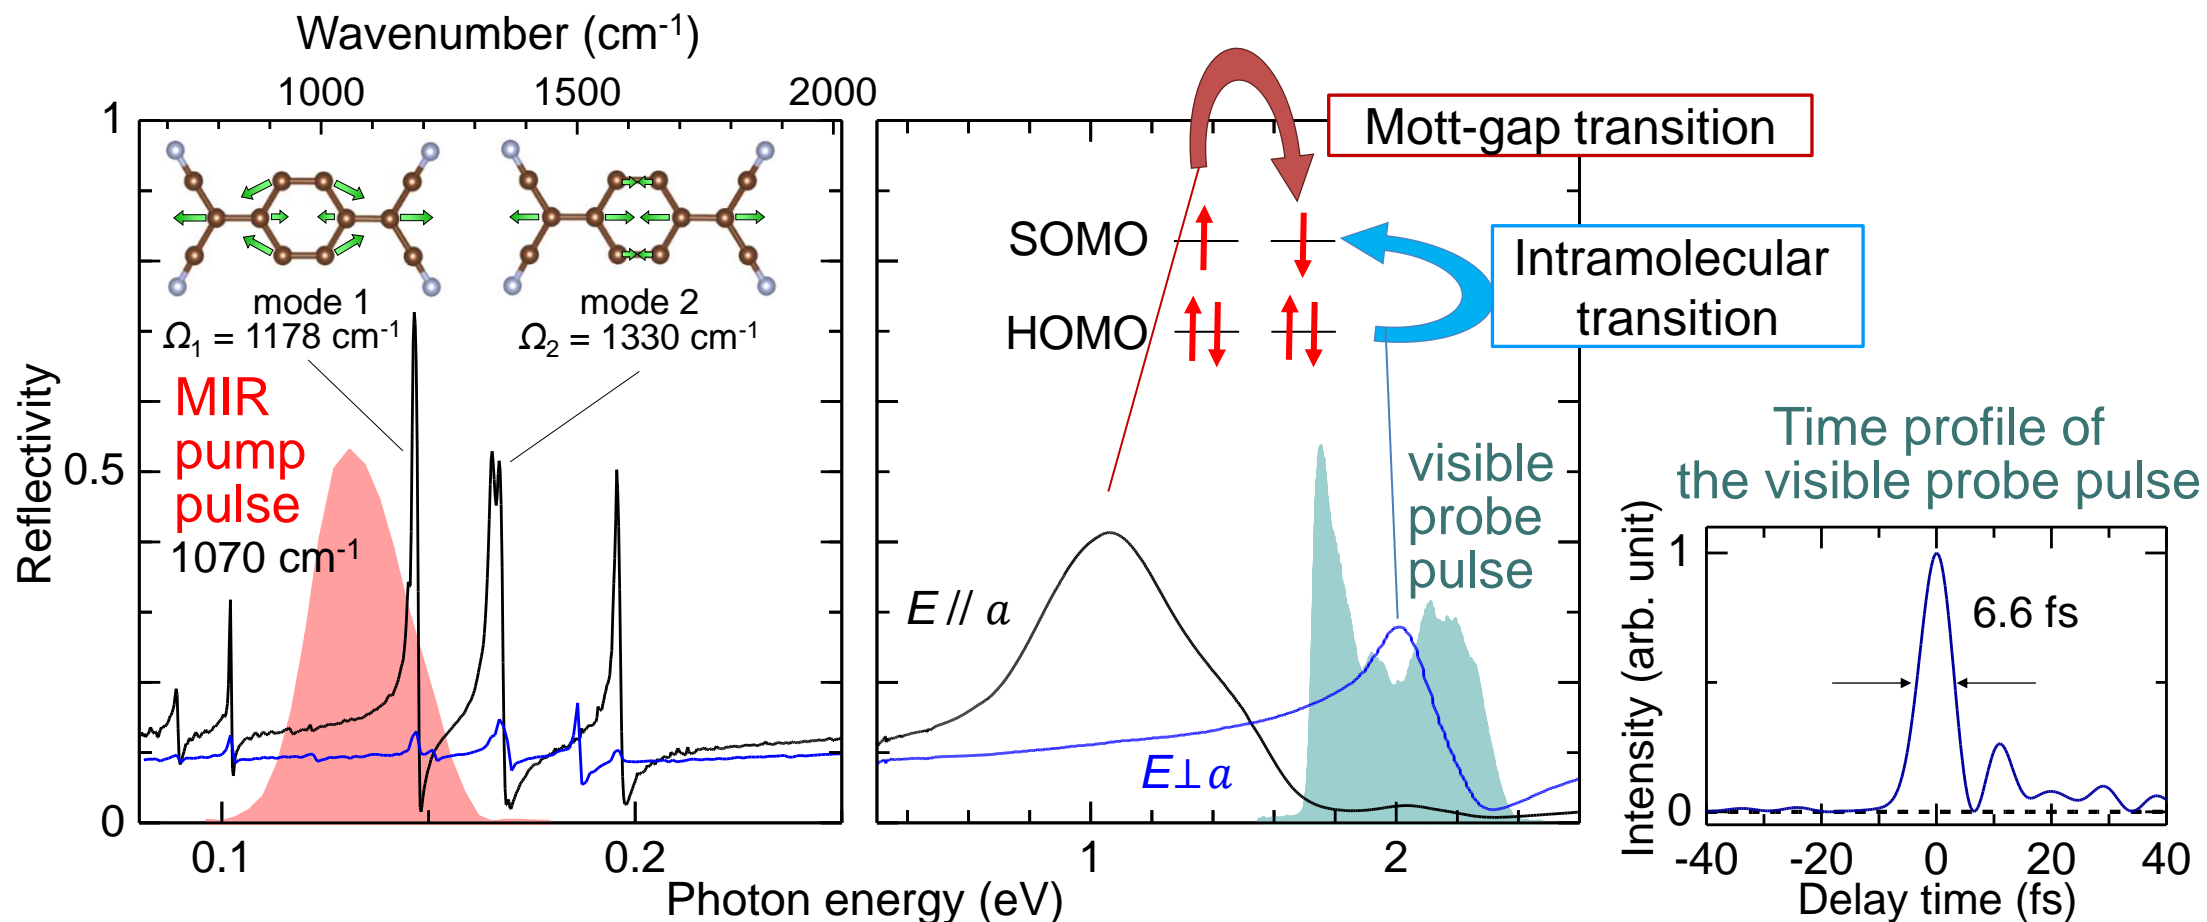 Wavenumber (cm⁻¹)
1000
1500
2000
1
0.5
0
Reflectivity
mode 1
Ω₁ = 1178 cm⁻¹
mode 2
Ω₂ = 1330 cm⁻¹
MIR
pump
pulse
1070 cm⁻¹
0.1
0.2
Photon energy (eV)
Mott-gap transition
SOMO
HOMO
Intramolecular
transition
E // a
E⊥a
visible
probe
pulse
1
2
Time profile of
the visible probe pulse
Intensity (arb. unit)
1
0
6.6 fs
-40
-20
0
20
40
Delay time (fs)